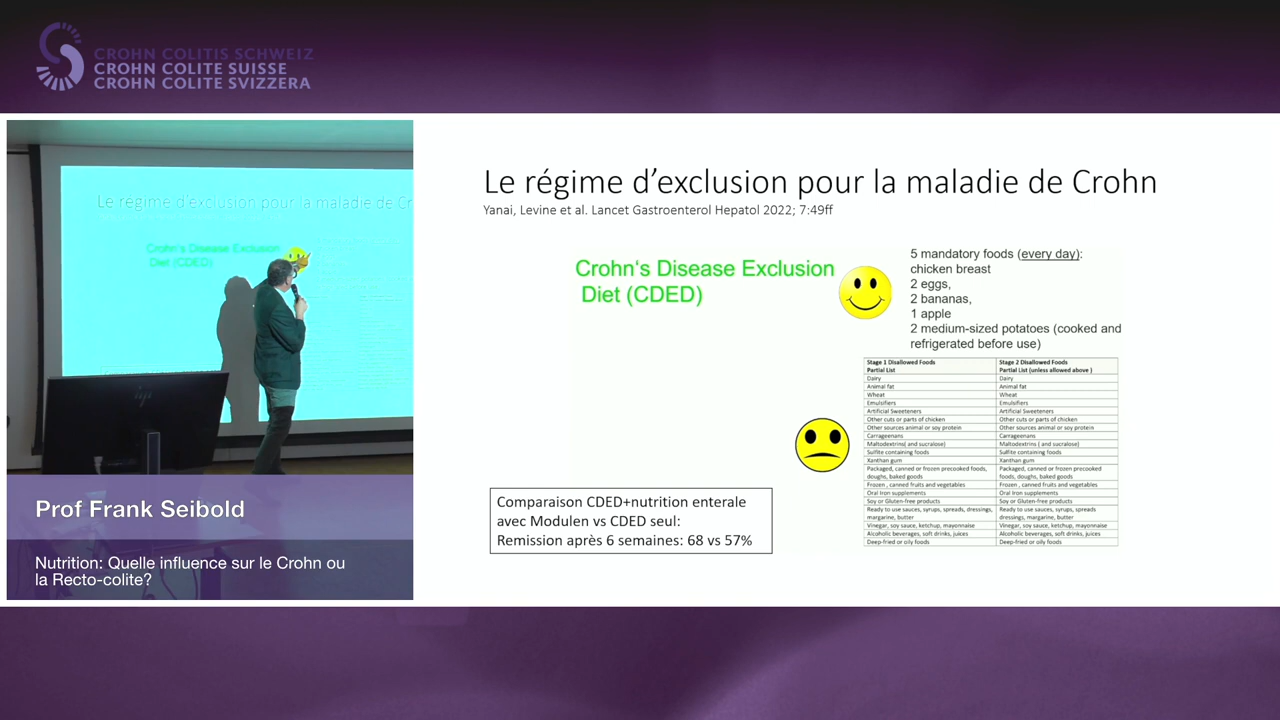 CROHN COLITIS SCHWEIZ
CROHN COLITE SUISSE
CROHN COLITE SVIZZERA
Le régime d'exclusion pour la maladie de Cr
Crohn's Disease Exclusion
Diet (CDED)
Prof Frank Seibold
Nutrition: Quelle influence sur le Crohn ou
la Recto-colite?
Le régime d'exclusion pour la maladie de Crohn
Yanai, Levine et al. Lancet Gastroenterol Hepatol 2022; 7:49ff
Crohn's Disease Exclusion
Diet (CDED)
5 mandatory foods (every day):
chicken breast
2 eggs,
2 bananas,
1 apple
2 medium-sized potatoes (cooked and
refrigerated before use)
Stage 1 Disallowed Foods
Partial List
Dairy
Animal fat
Wheat
Emulsifiers
Artificial Sweeteners
Other cuts or parts of chicken
Other sources animal or soy protein
Carrageenans
Maltodextrins( and sucralose)
Sulfite containing foods
Xanthan gum
Packaged, canned or frozen precooked foods,
doughs, baked goods
Frozen , canned fruits and vegetables
Oral Iron supplements
Soy or Gluten-free products
Ready to use sauces, syrups, spreads, dressings,
margarine, butter
Vinegar, soy sauce, ketchup, mayonnaise
Alcoholic beverages, soft drinks, juices
Deep-fried or oily foods
Stage 2 Disallowed Foods
Partial List (unless allowed above )
Dairy
Animal fat
Wheat
Emulsifiers
Artificial Sweeteners
Other cuts or parts of chicken
Other sources animal or soy protein
Carrageenans
Maltodextrins ( and sucralose)
Sulfite containing foods
Xanthan gum
Packaged, canned or frozen precooked
foods, doughs, baked goods
Frozen , canned fruits and vegetables
Oral Iron supplements
Soy or Gluten-free products
Ready to use sauces, syrups, spreads
dressings, margarine, butter
Vinegar, soy sauce, ketchup, mayonnaise
Alcoholic beverages, soft drinks, juices
Deep-fried or oily foods
Comparaison CDED+nutrition enterale
avec Modulen vs CDED seul:
Remission après 6 semaines: 68 vs 57%